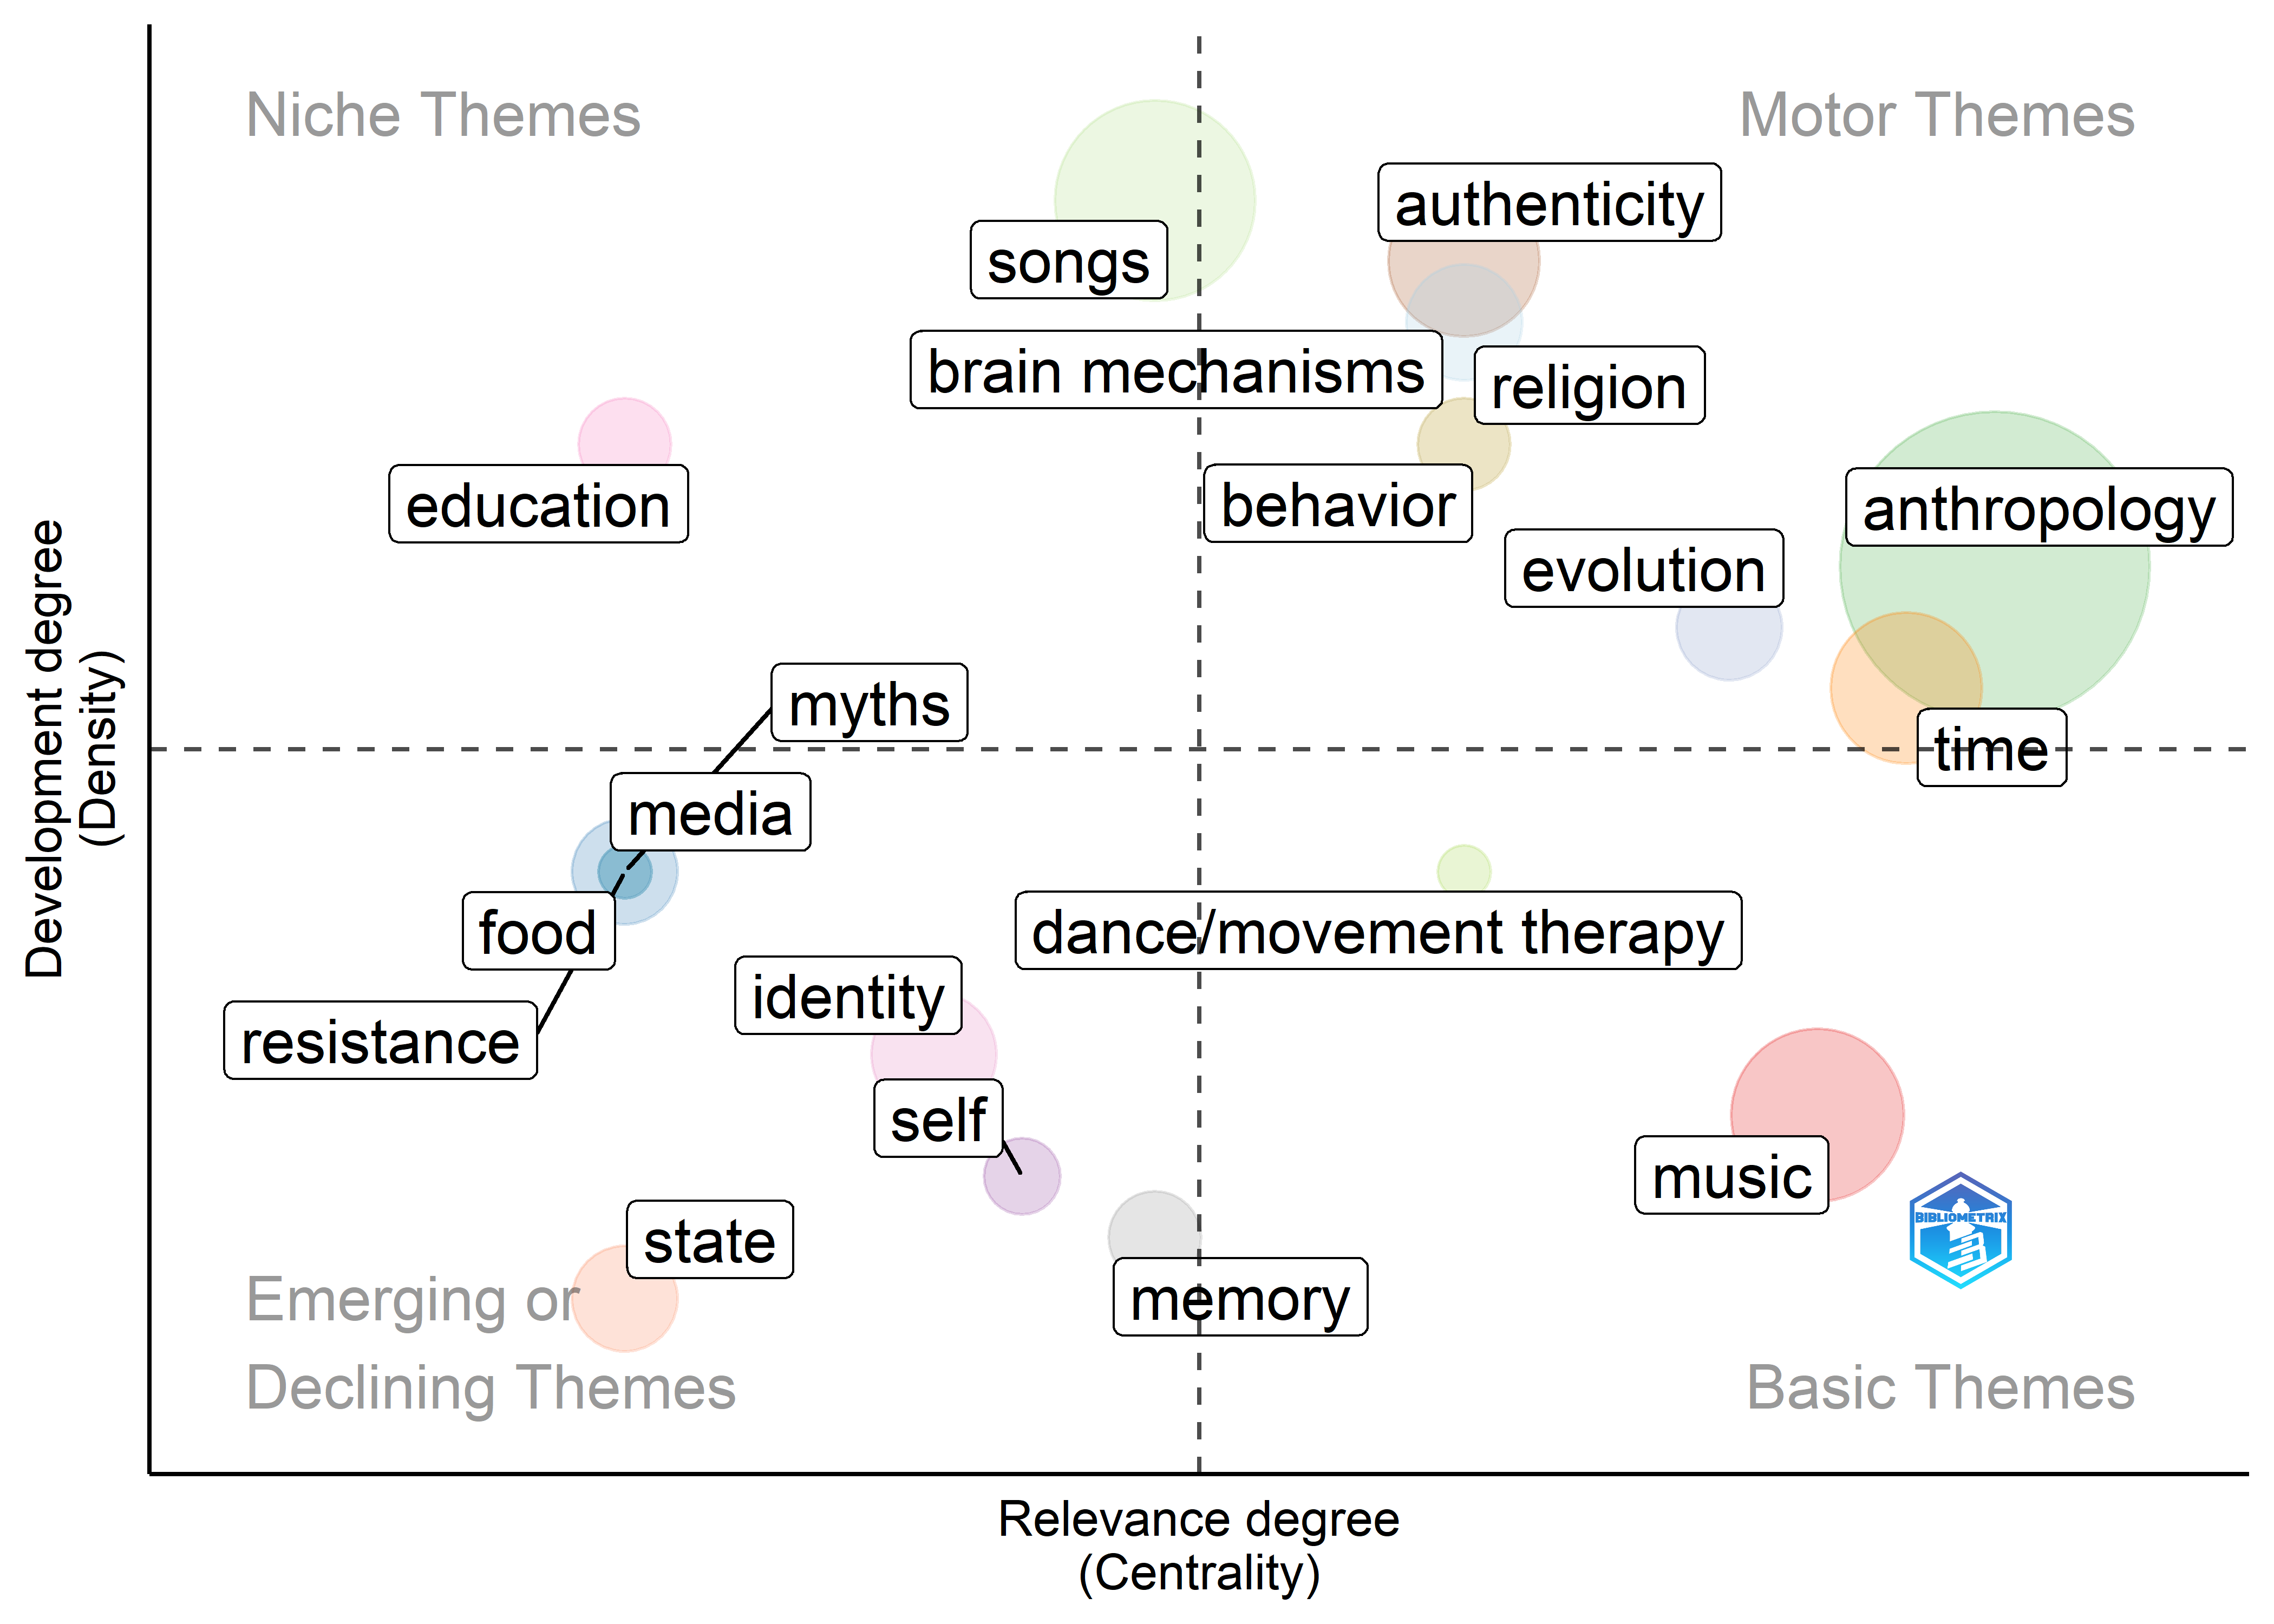 Niche Themes
Motor Themes
authenticity
songs
brain mechanisms
religion
education
behavior
anthropology
evolution
myths
time
media
food
dance/movement therapy
identity
resistance
self
music
BIBLIOMETRIX
state
memory
Emerging or
Declining Themes
Basic Themes
Development degree
(Density)
Relevance degree
(Centrality)